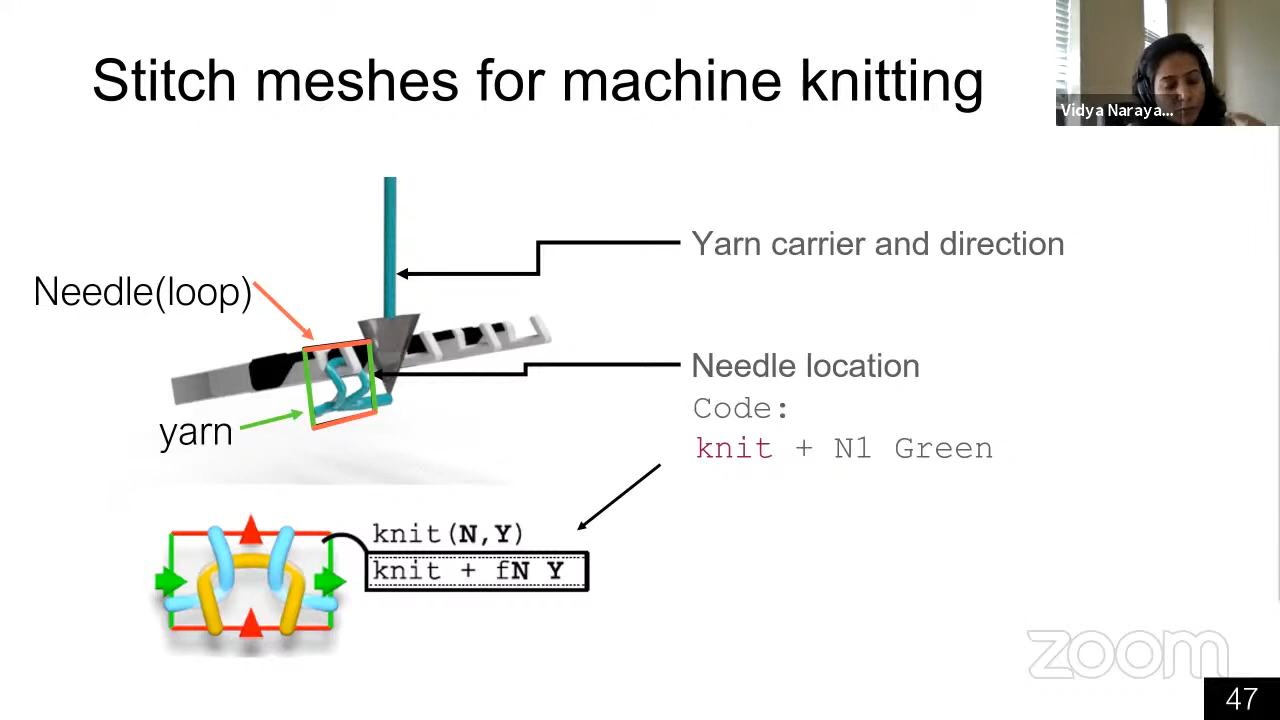 Stitch meshes for machine knitting
Vidya Naraya...
Yarn carrier and direction
Needle(loop)
Needle location
Code:
yarn
knit + N1 Green
knit(N,Y)
knit + fN Y
zoom
47